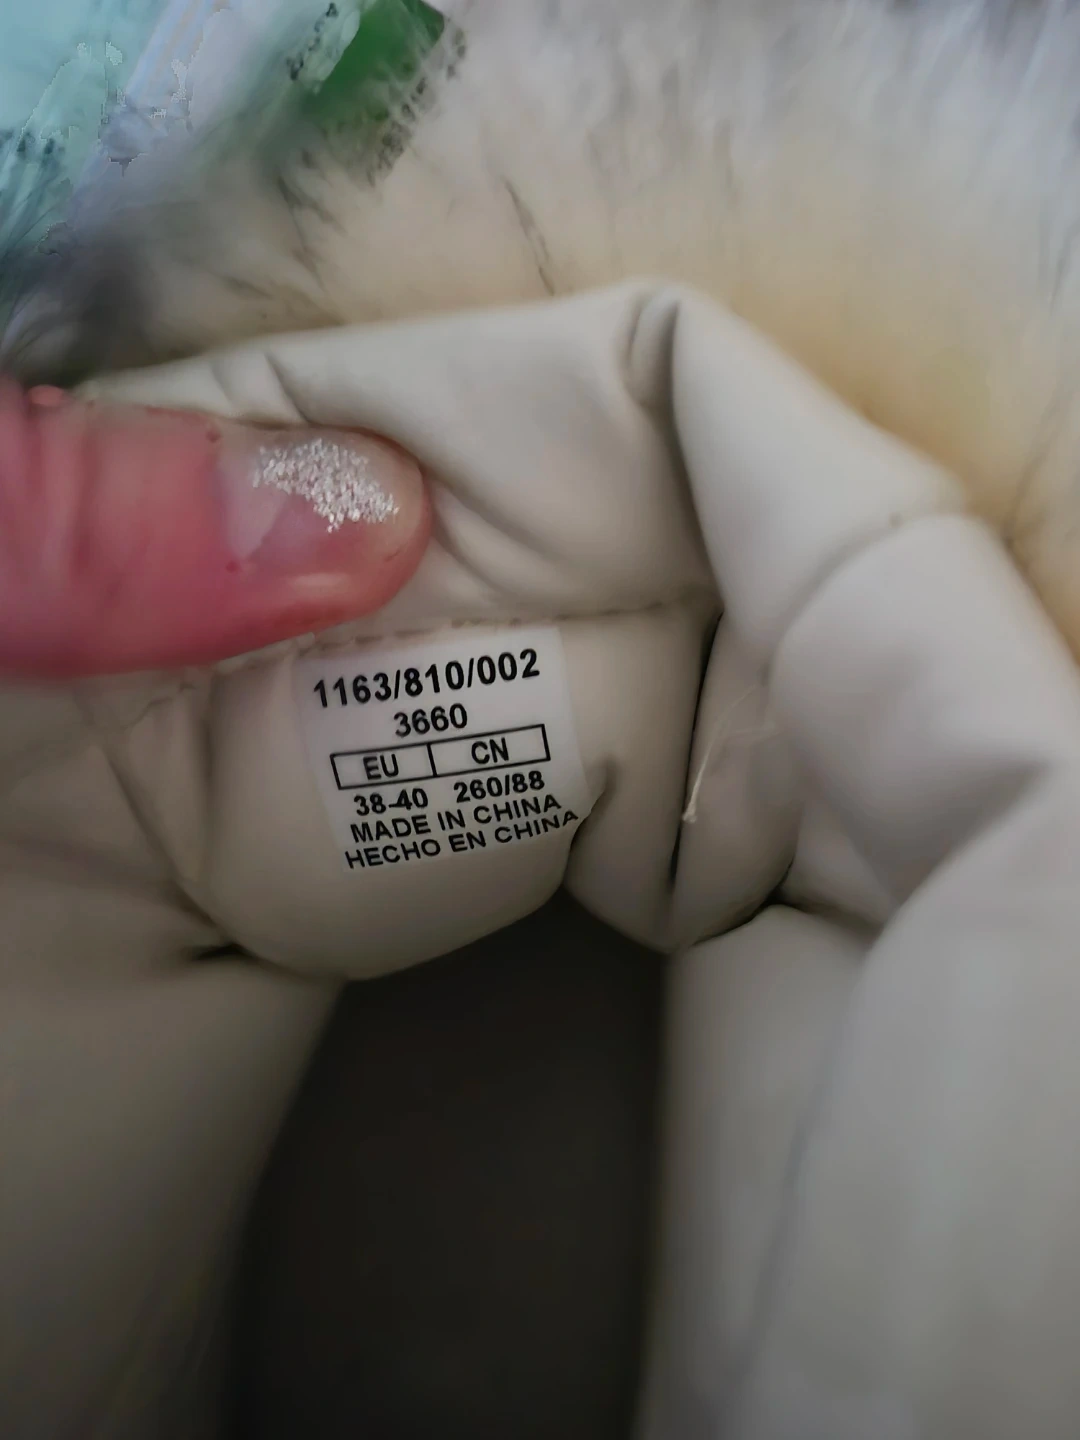 1163/810/002
3660
EU CN
38-40 260/88
MADE IN CHINA
HECHO EN CHINA